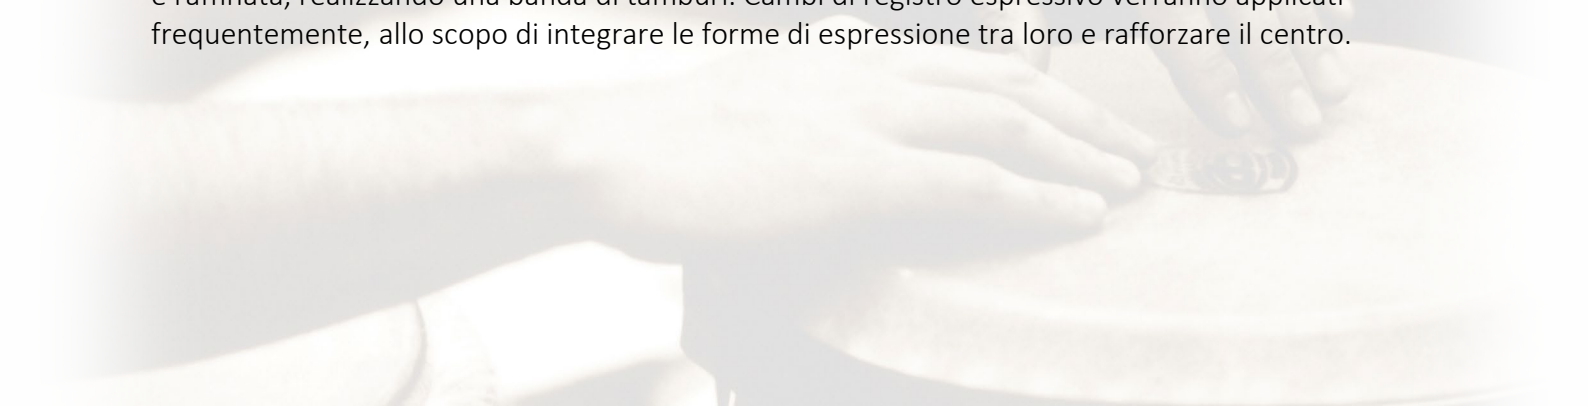 e l'affinata, realizzando una banda di tamburi. Cambi di registro espressivo verranno applicati
frequentemente, allo scopo di integrare le forme di espressione tra loro e rafforzare il centro.